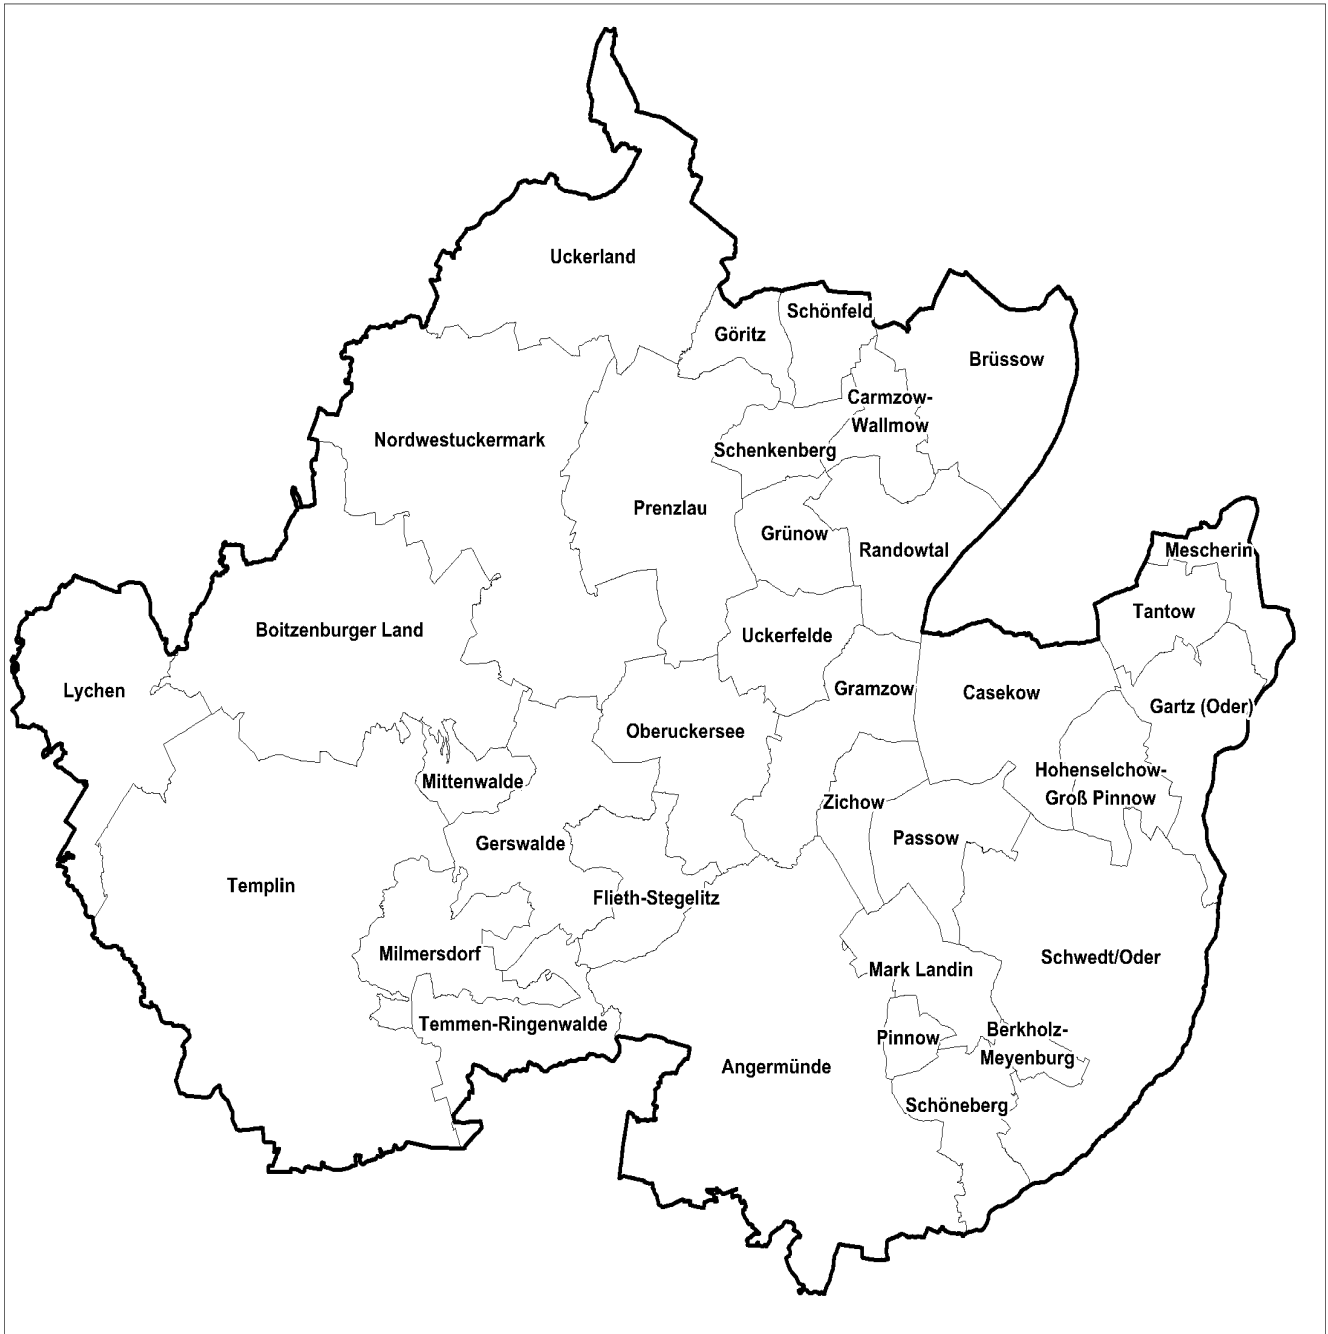 Uckerland
Schönfeld
Göritz
Brüssow
Carmzow-
Wallmow
Nordwestuckermark
Schenkenberg
Prenzlau
Grünow
Randowtal
Mescherin
Tantow
Boitzenburger Land
Uckerfelde
Lychen
Gramzow
Casekow
Gartz (Oder)
Oberuckersee
Hohenselchow-
Groß Pinnow
Mittenwalde
Zichow
Passow
Gerswalde
Templin
Flieth-Stegelitz
Milmersdorf
Schwedt/Oder
Mark Landin
Temmen-Ringenwalde
Pinnow
Berkholz-
Meyenburg
Angermünde
Schöneberg